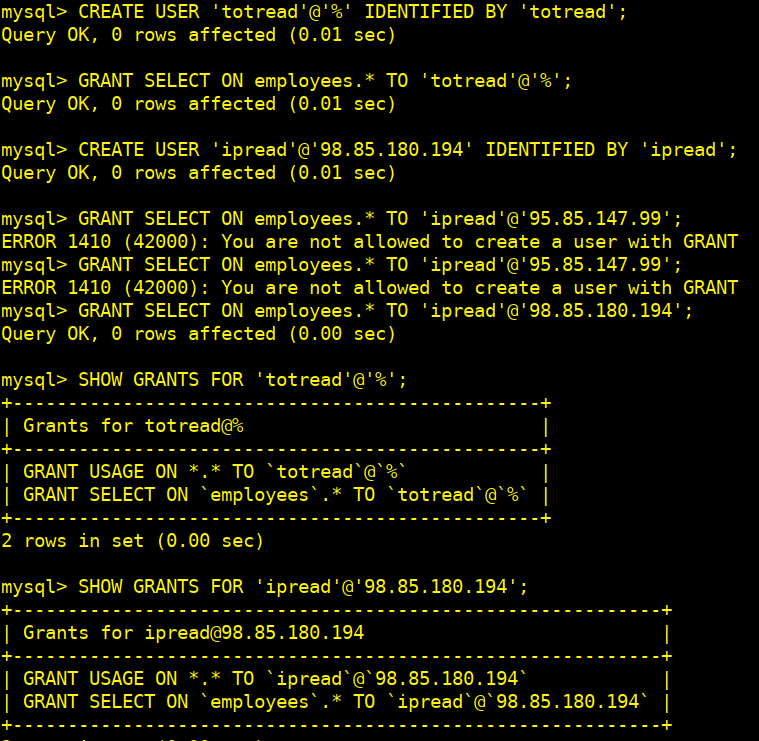 mysql> CREATE USER 'totread'@'%' IDENTIFIED BY 'totread';
Query OK, 0 rows affected (0.01 sec)
mysql> GRANT SELECT ON employees.* TO 'totread'@'%';
Query OK, 0 rows affected (0.01 sec)
mysql> CREATE USER 'ipread'@'98.85.180.194' IDENTIFIED BY 'ipread';
Query OK, 0 rows affected (0.01 sec)
mysql> GRANT SELECT ON employees.* TO 'ipread'@'95.85.147.99';
ERROR 1410 (42000): You are not allowed to create a user with GRANT
mysql> GRANT SELECT ON employees.* TO 'ipread'@'95.85.147.99';
ERROR 1410 (42000): You are not allowed to create a user with GRANT
mysql> GRANT SELECT ON employees.* TO 'ipread'@'98.85.180.194';
Query OK, 0 rows affected (0.00 sec)
mysql> SHOW GRANTS FOR 'totread'@'%';
+-----------------------------------------------+
| Grants for totread@%                          |
+-----------------------------------------------+
| GRANT USAGE ON *.* TO `totread`@`%`           |
| GRANT SELECT ON `employees`.* TO `totread`@`%` |
+-----------------------------------------------+
2 rows in set (0.00 sec)
mysql> SHOW GRANTS FOR 'ipread'@'98.85.180.194';
+----------------------------------------------------------+
| Grants for ipread@98.85.180.194                          |
+----------------------------------------------------------+
| GRANT USAGE ON *.* TO `ipread`@`98.85.180.194`           |
| GRANT SELECT ON `employees`.* TO `ipread`@`98.85.180.194` |
+----------------------------------------------------------+